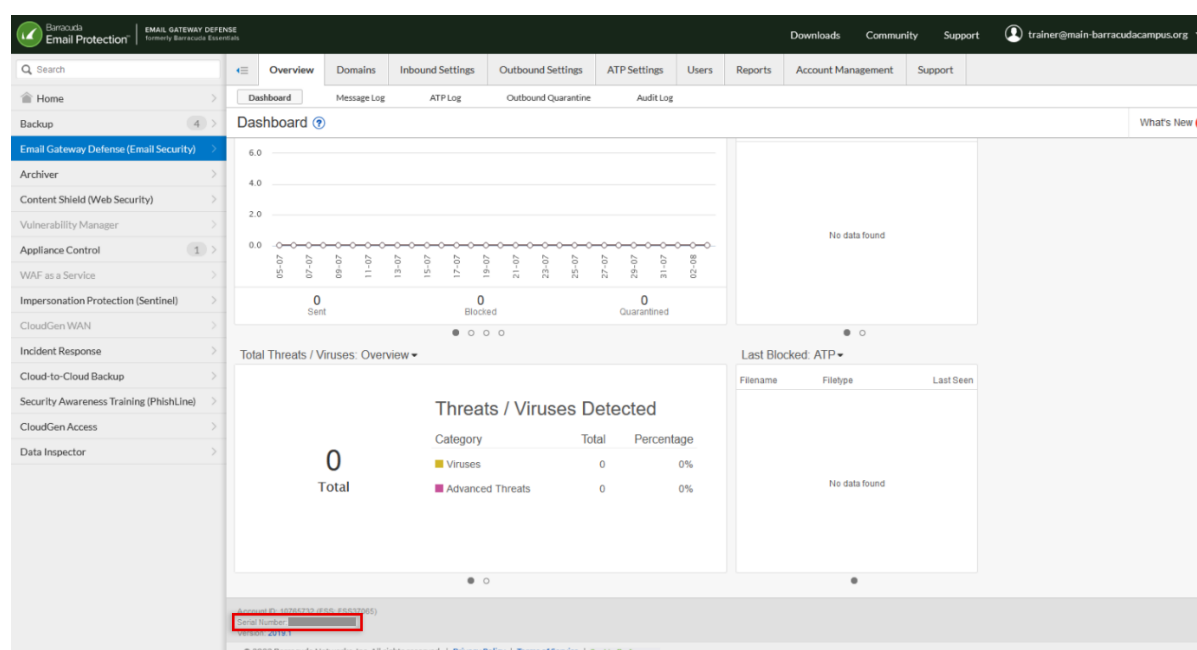 Barracuda
Email Protection
EMAIL GATEWAY DEFENSE
formerly Barracuda Essentials
Downloads Community Support trainer@main-barracudacampus.org
Search
Overview Domains Inbound Settings Outbound Settings ATP Settings Users Reports Account Management Support
Dashboard Message Log ATP Log Outbound Quarantine Audit Log
Home
Backup 4
Email Gateway Defense (Email Security)
Archiver
Content Shield (Web Security)
Vulnerability Manager
Appliance Control 1
WAF as a Service
Impersonation Protection (Sentinel)
CloudGen WAN
Incident Response
Cloud-to-Cloud Backup
Security Awareness Training (PhishLine)
CloudGen Access
Data Inspector
Dashboard ? What's New
6.0
4.0
2.0
0.0
05-07 07-07 09-07 11-07 13-07 15-07 17-07 19-07 21-07 23-07 25-07 27-07 29-07 31-07 02-08
0 0 0
Sent Blocked Quarantined
No data found
Total Threats / Viruses: Overview
Threats / Viruses Detected
Category Total Percentage
Viruses 0 0%
Advanced Threats 0 0%
0
Total
Last Blocked: ATP
Filename Filetype Last Seen
No data found
Account ID:
Serial Number
Version: 2019.1